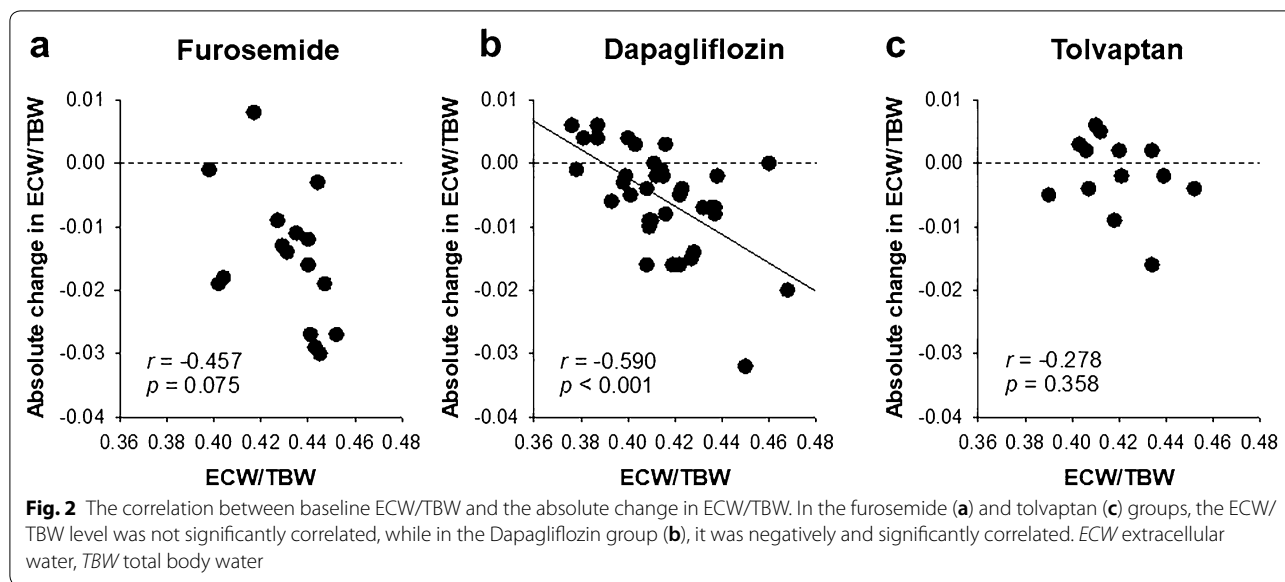 a Furosemide
b Dapagliflozin
c Tolvaptan
Absolute change in ECW/TBW
0.01
0.00
-0.01
-0.02
-0.03
-0.04
r = -0.457
p = 0.075
0.36 0.38 0.40 0.42 0.44 0.46 0.48
ECW/TBW
Absolute change in ECW/TBW
0.01
0.00
-0.01
-0.02
-0.03
-0.04
r = -0.590
p < 0.001
0.36 0.38 0.40 0.42 0.44 0.46 0.48
ECW/TBW
Absolute change in ECW/TBW
0.01
0.00
-0.01
-0.02
-0.03
-0.04
r = -0.278
p = 0.358
0.36 0.38 0.40 0.42 0.44 0.46 0.48
ECW/TBW
Fig. 2 The correlation between baseline ECW/TBW and the absolute change in ECW/TBW. In the furosemide (a) and tolvaptan (c) groups, the ECW/
TBW level was not significantly correlated, while in the Dapagliflozin group (b), it was negatively and significantly correlated. ECW extracellular
water, TBW total body water